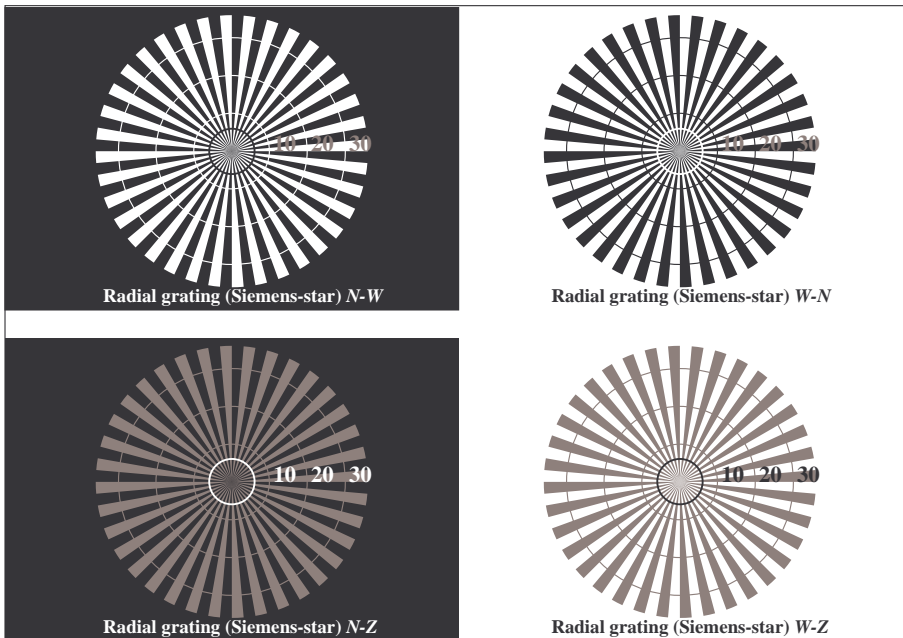 10 20 30
Radial grating (Siemens-star) N-W
10 20 30
Radial grating (Siemens-star) W-N
10 20 30
Radial grating (Siemens-star) N-Z
10 20 30
Radial grating (Siemens-star) W-Z